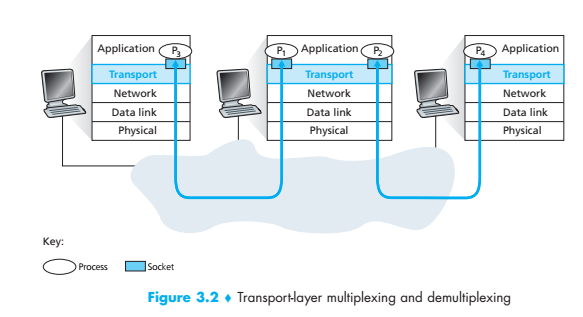 Application P3
Transport
Network
Data link
Physical
P1 Application P2
Transport
Network
Data link
Physical
P4 Application
Transport
Network
Data link
Physical
Key:
Process Socket
Figure 3.2 ♦ Transport-layer multiplexing and demultiplexing